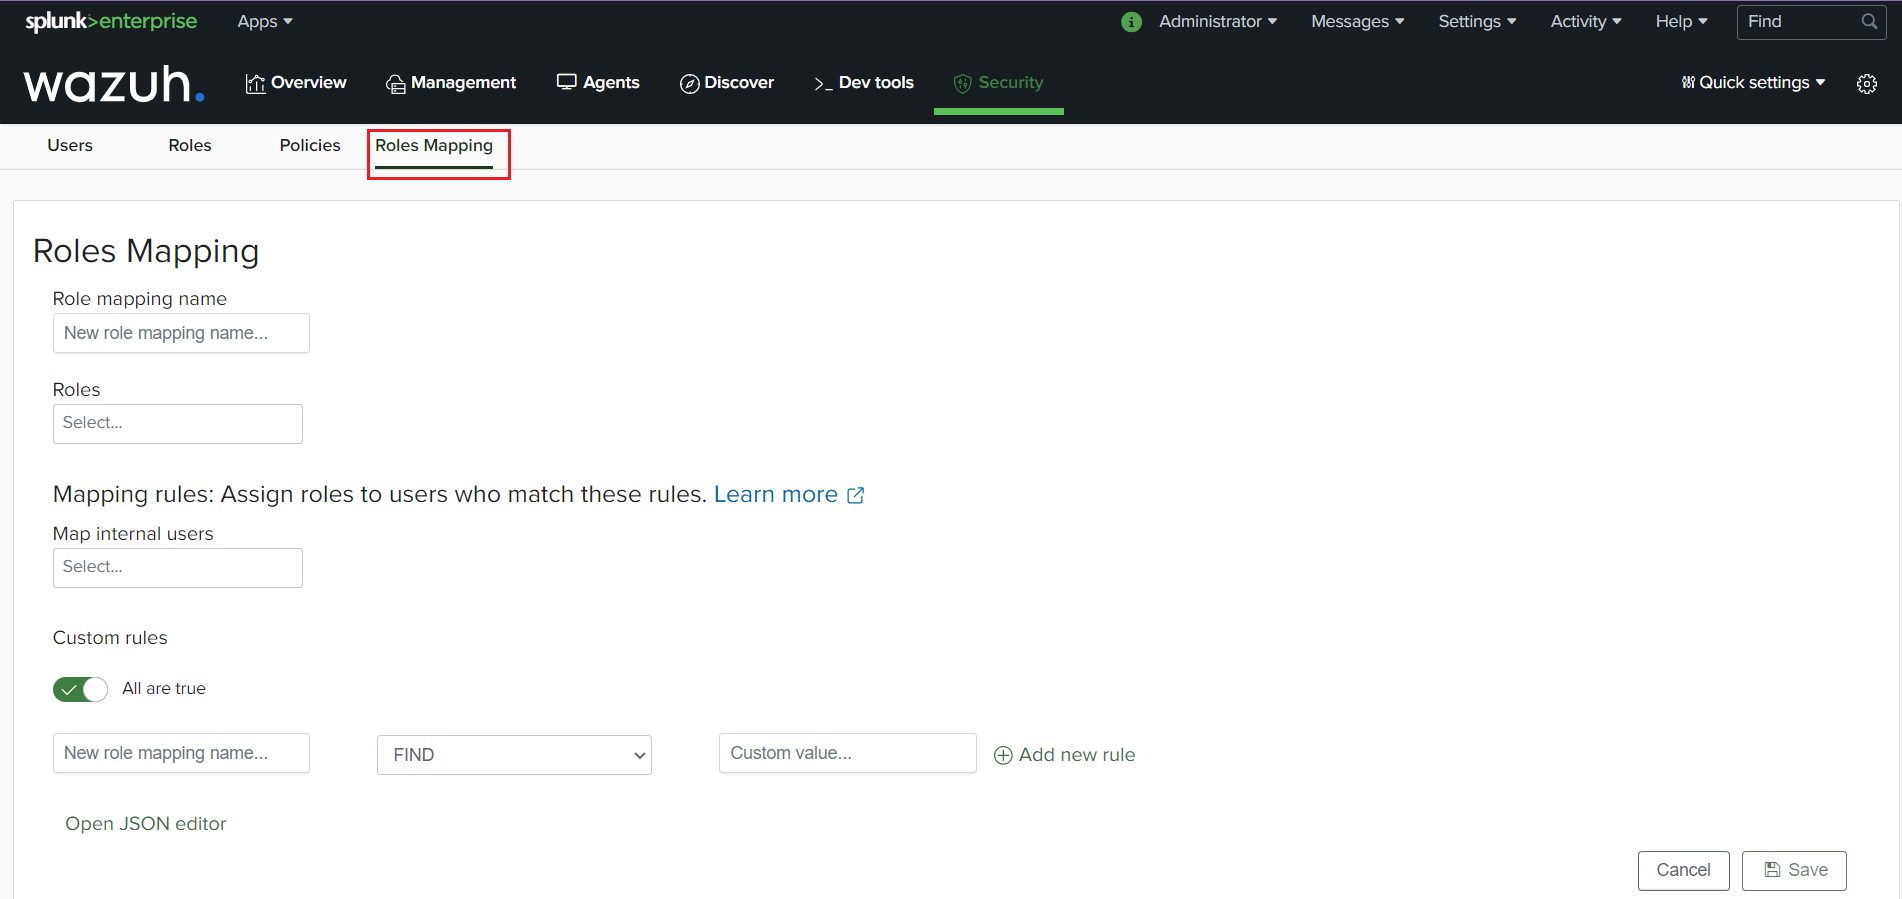 splunk>enterprise Apps Administrator Messages Settings Activity Help Find
wazuh. Overview Management Agents Discover >_ Dev tools Security Quick settings
Users Roles Policies Roles Mapping
Roles Mapping
Role mapping name
New role mapping name...
Roles
Select...
Mapping rules: Assign roles to users who match these rules. Learn more
Map internal users
Select...
Custom rules
All are true
New role mapping name... FIND Custom value... Add new rule
Open JSON editor
Cancel Save